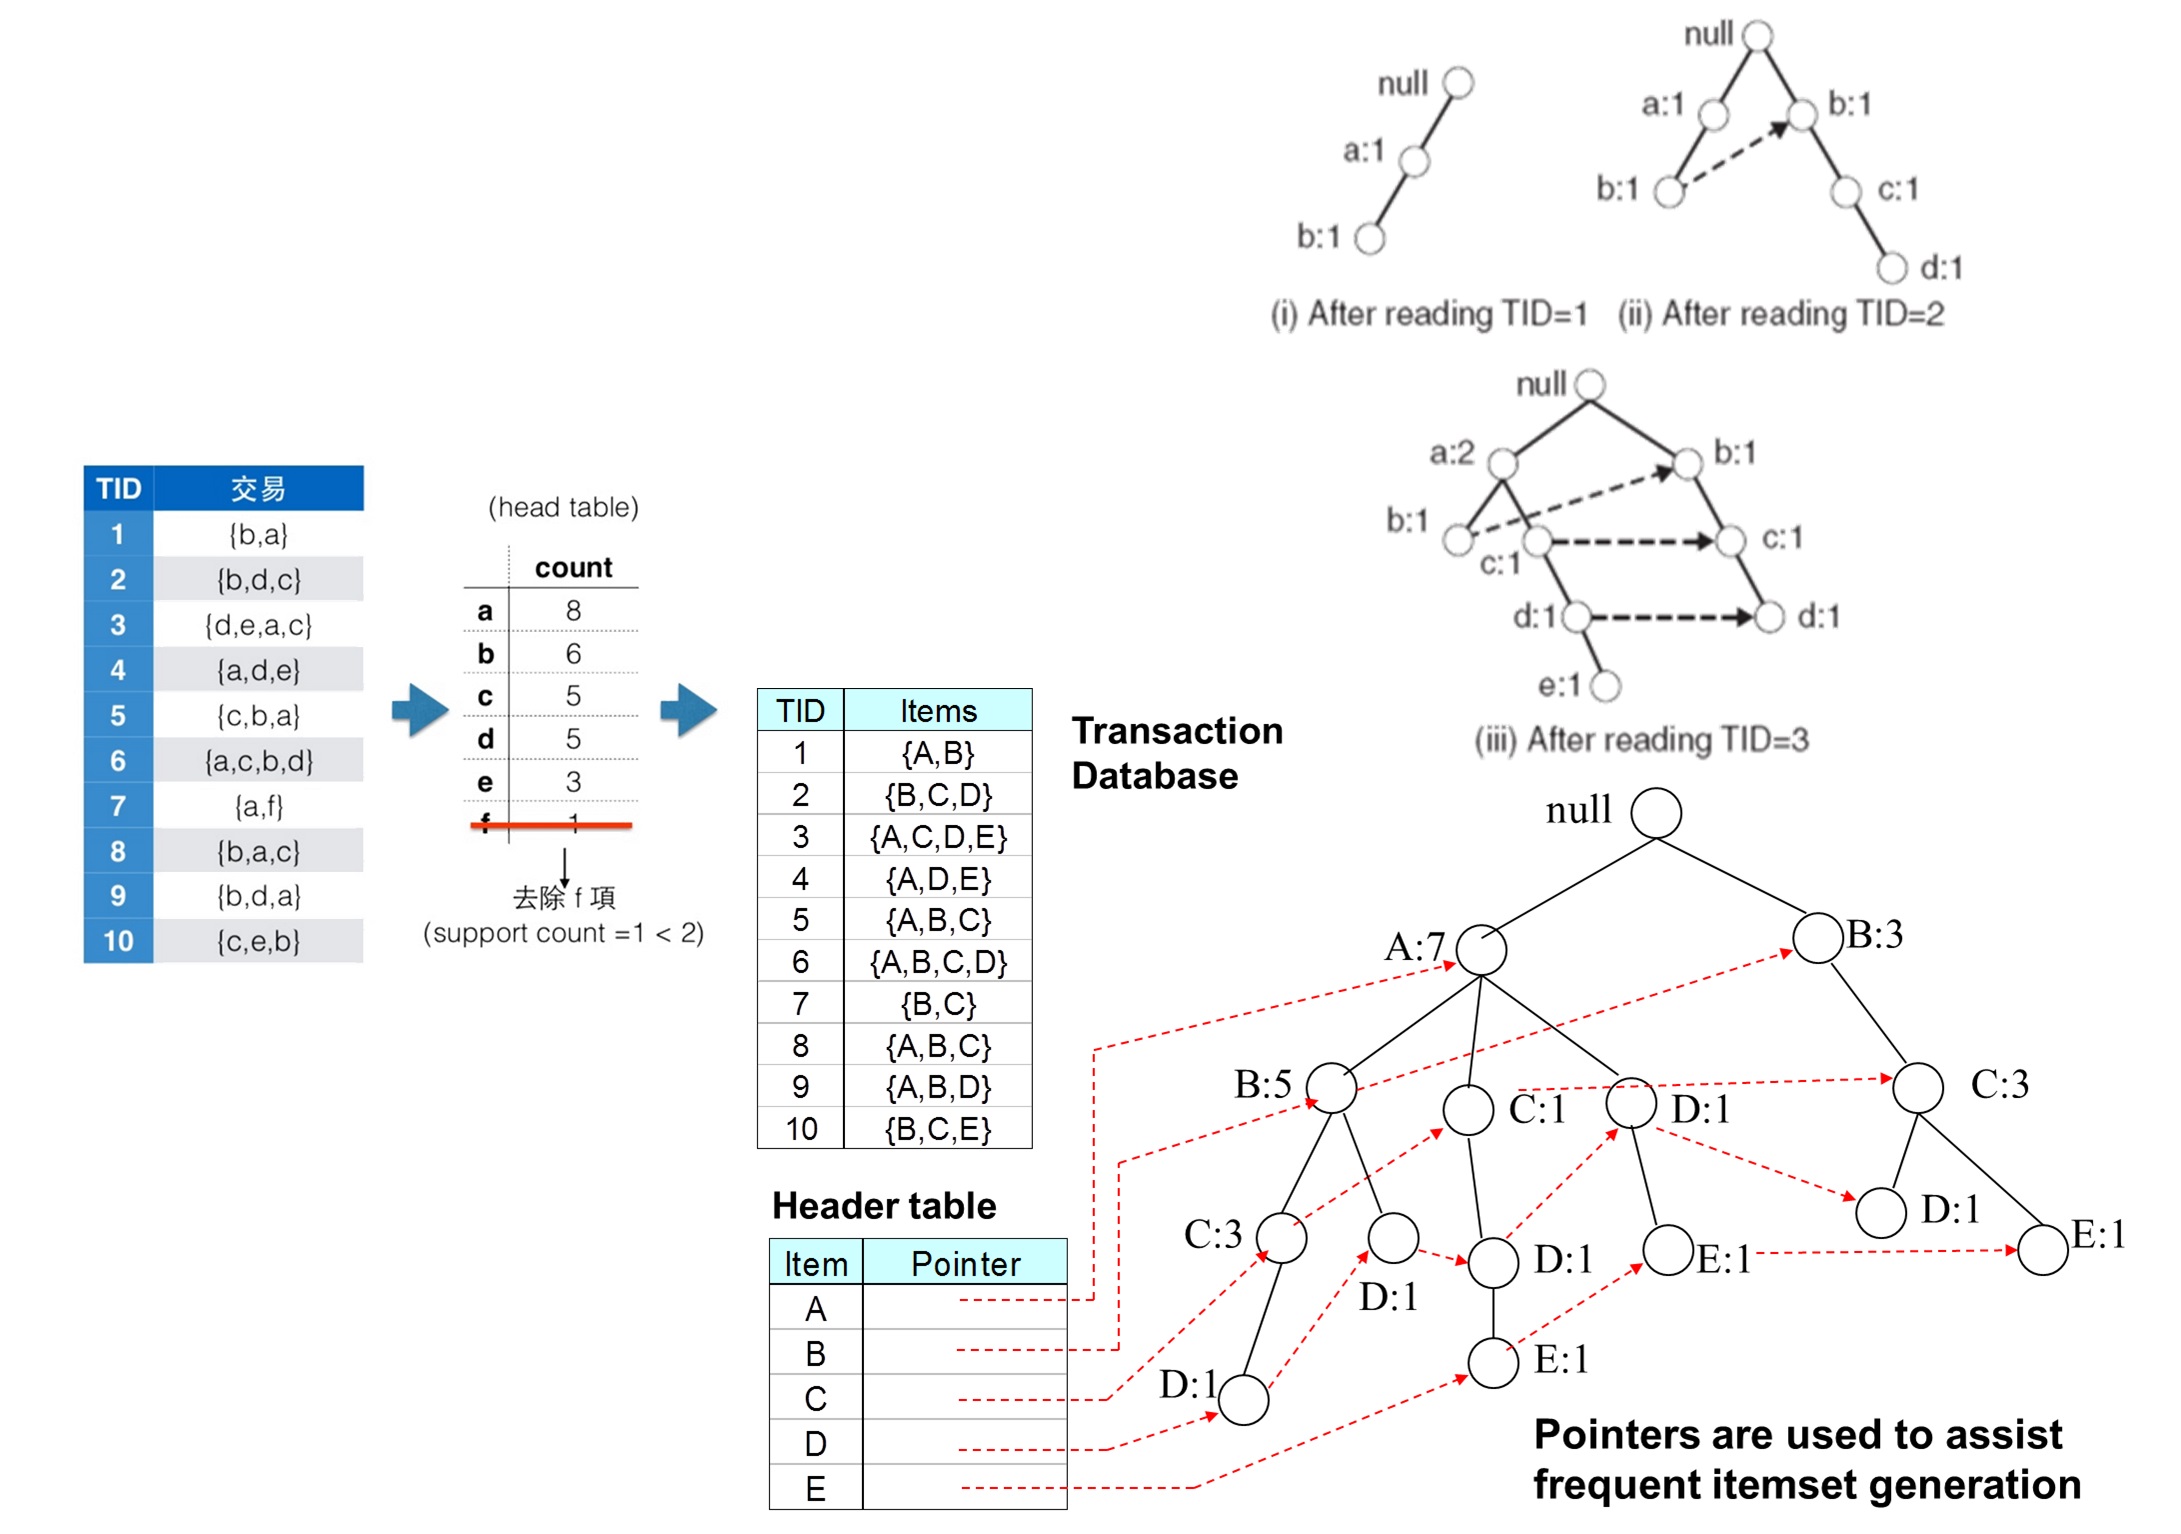 TID 交易
1 {b,a}
2 {b,d,c}
3 {d,e,a,c}
4 {a,d,e}
5 {c,b,a}
6 {a,c,b,d}
7 {a,f}
8 {b,a,c}
9 {b,d,a}
10 {c,e,b}
(head table)
count
a 8
b 6
c 5
d 5
e 3
f 1
去除 f 項
(support count =1 < 2)
TID Items
1 {A,B}
2 {B,C,D}
3 {A,C,D,E}
4 {A,D,E}
5 {A,B,C}
6 {A,B,C,D}
7 {B,C}
8 {A,B,C}
9 {A,B,D}
10 {B,C,E}
Transaction
Database
Header table
Item Pointer
A
B
C
D
E
null
a:1
b:1
(i) After reading TID=1
null
a:1 b:1
b:1 c:1
d:1
(ii) After reading TID=2
null
a:2 b:1
b:1 c:1 c:1
d:1 d:1
e:1
(iii) After reading TID=3
null
A:7 B:3
B:5 C:1 D:1 C:3
C:3 D:1 D:1 E:1 D:1 E:1
D:1 E:1
Pointers are used to assist
frequent itemset generation